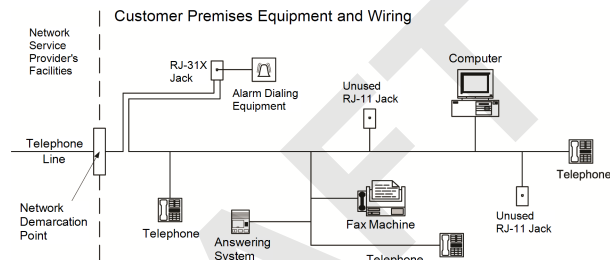 Customer Premises Equipment and Wiring
Network
Service
Provider's
Facilities
RJ-31X
Jack
Alarm Dialing
Equipment
Unused
RJ-11 Jack
Computer
Telephone
Line
Telephone
Network
Demarcation
Point
Telephone
Answering
System
Fax Machine
Telephone
Unused
RJ-11 Jack